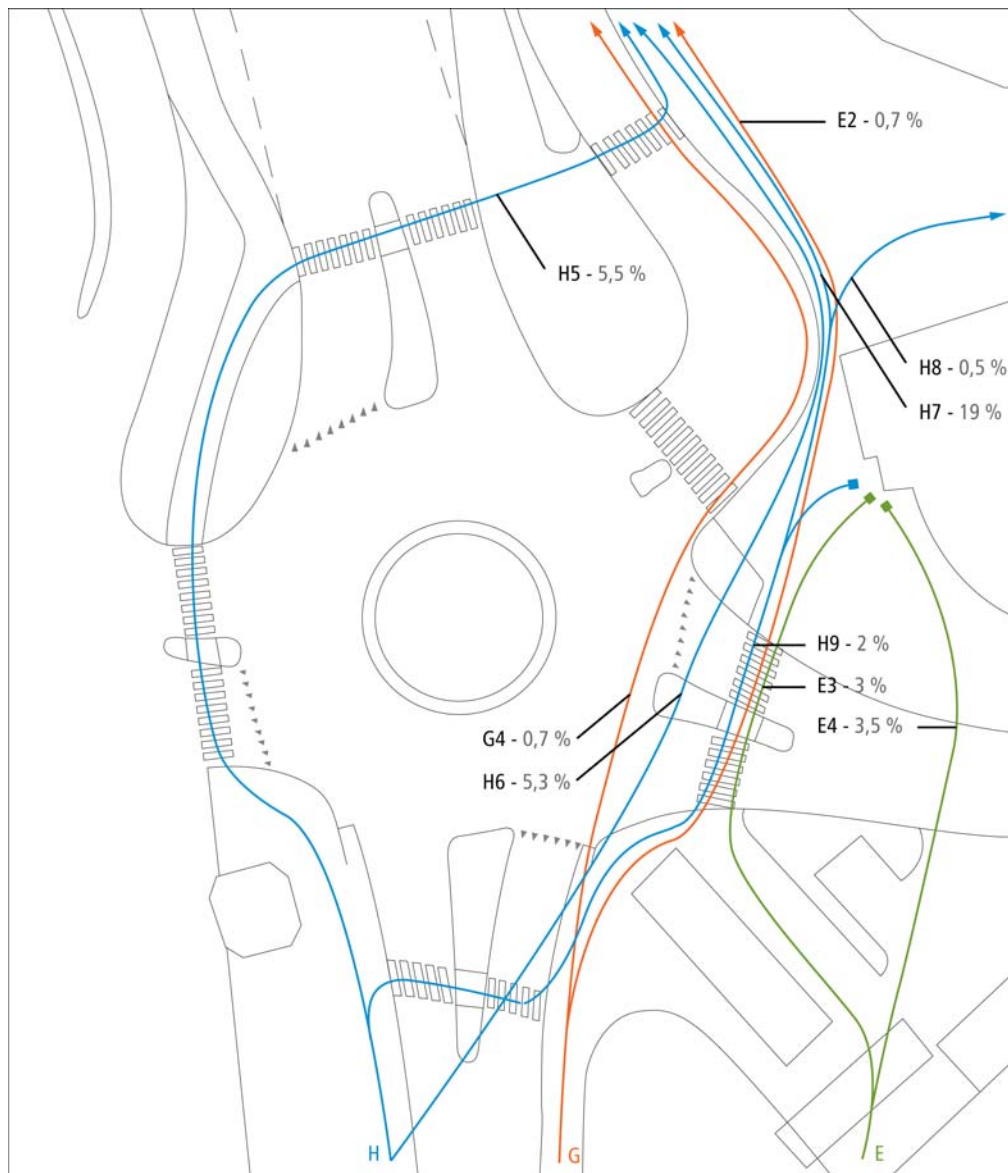 E2 - 0,7 %
H5 - 5,5 %
H8 - 0,5 %
H7 - 19 %
H9 - 2 %
E3 - 3 %
E4 - 3,5 %
G4 - 0,7 %
H6 - 5,3 %
H
G
E